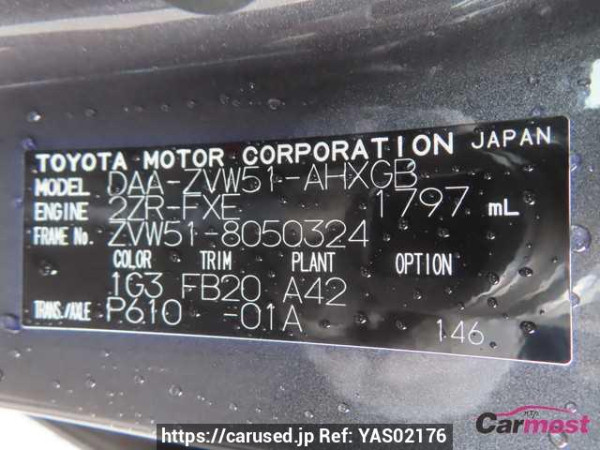 TOYOTA MOTOR CORPORATION JAPAN
MODEL DAA-ZVW51-AHXGB
ENGINE 2ZR-FXE 1797 mL
FRAME No. ZVW51-8050324
COLOR TRIM PLANT OPTION
1G3 FB20 A42
TRANS./AXLE P610 -01A
146
Carmost
https://carused.jp Ref: YAS02176